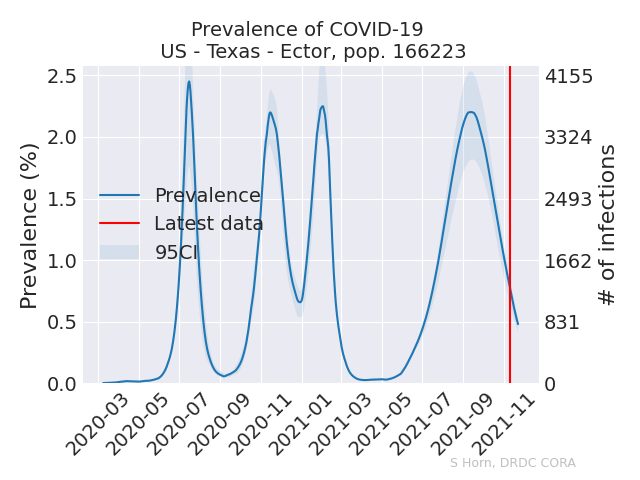 Prevalence of COVID-19
US - Texas - Ector, pop. 166223
2.5
2.0
1.5
1.0
0.5
0.0
Prevalence (%)
Prevalence
Latest data
95CI
4155
3324
2493
1662
831
0
# of infections
2020-03
2020-05
2020-07
2020-09
2020-11
2021-01
2021-03
2021-05
2021-07
2021-09
2021-11
S Horn, DRDC CORA